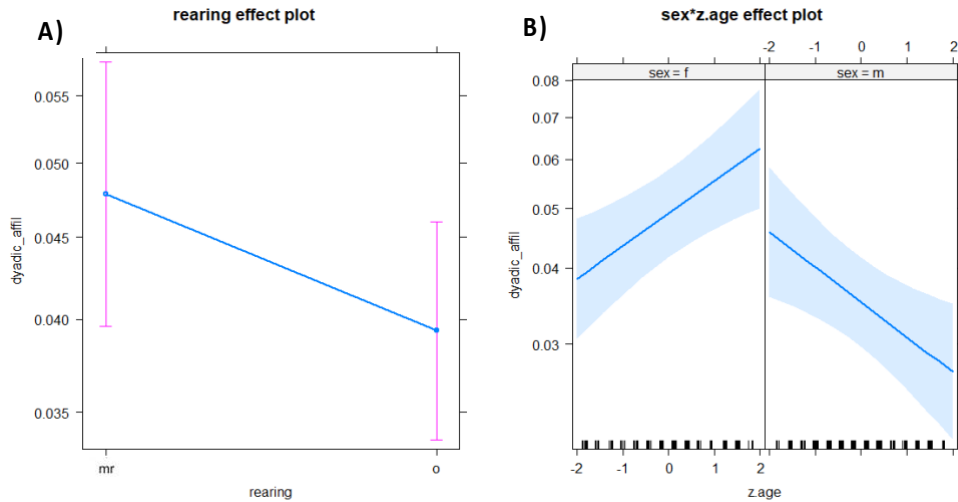 A)
rearing effect plot
0.055
0.050
0.045
0.040
0.035
dyadic_affil
mr o
rearing
B)
sex*z.age effect plot
-2 -1 0 1 2
sex = f sex = m
0.08
0.07
0.06
0.05
0.04
0.03
dyadic_affil
-2 -1 0 1 2
z.age